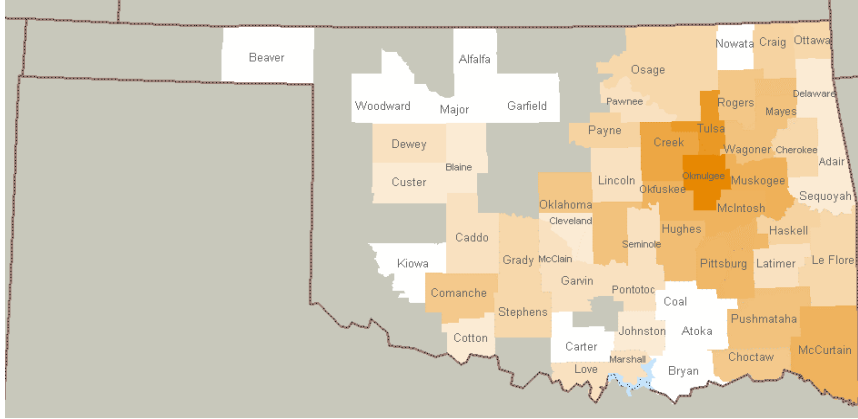 Beaver
Alfalfa
Nowata
Craig
Ottawa
Osage
Woodward
Major
Garfield
Pawnee
Rogers
Delaware
Mayes
Dewey
Payne
Creek
Tulsa
Blaine
Wagoner
Cherokee
Adair
Custer
Lincoln
Okmulgee
Muskogee
Okfuskee
Sequoyah
Oklahoma
McIntosh
Cleveland
Caddo
Seminole
Hughes
Haskell
Kiowa
Grady
McClain
Pittsburg
Latimer
Le Flore
Comanche
Garvin
Pontotoc
Coal
Stephens
Pushmataha
Cotton
Johnston
Atoka
Carter
McCurtain
Marshall
Choctaw
Love
Bryan